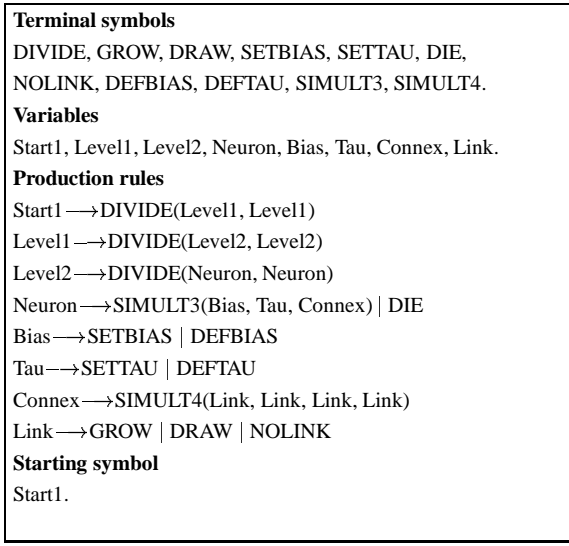 Terminal symbols
DIVIDE, GROW, DRAW, SETBIAS, SETTAU, DIE,
NOLINK, DEFBIAS, DEFTAU, SIMULT3, SIMULT4.
Variables
Start1, Level1, Level2, Neuron, Bias, Tau, Connex, Link.
Production rules
Start1⟶DIVIDE(Level1, Level1)
Level1⟶DIVIDE(Level2, Level2)
Level2⟶DIVIDE(Neuron, Neuron)
Neuron⟶SIMULT3(Bias, Tau, Connex) | DIE
Bias⟶SETBIAS | DEFBIAS
Tau⟶SETTAU | DEFTAU
Connex⟶SIMULT4(Link, Link, Link, Link)
Link⟶GROW | DRAW | NOLINK
Starting symbol
Start1.